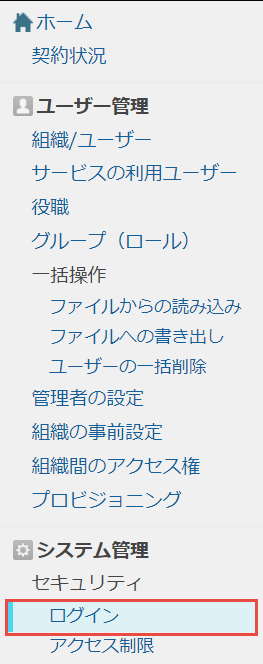 ホーム
契約状況
ユーザー管理
組織/ユーザー
サービスの利用ユーザー
役職
グループ（ロール）
一括操作
ファイルからの読み込み
ファイルへの書き出し
ユーザーの一括削除
管理者の設定
組織の事前設定
組織間のアクセス権
プロビジョニング
システム管理
セキュリティ
ログイン
アクセス制限